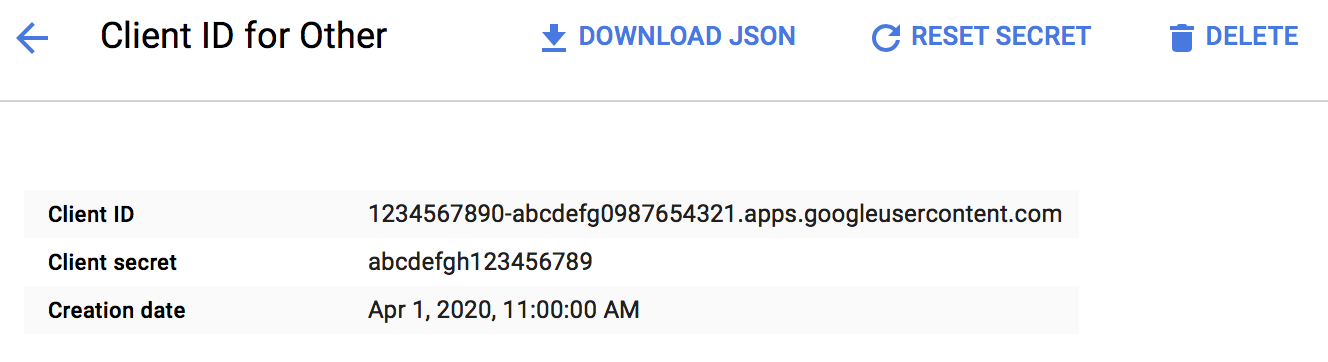 Client ID for Other DOWNLOAD JSON RESET SECRET DELETE
Client ID 1234567890-abcdefg0987654321.apps.googleusercontent.com
Client secret abcdefgh123456789
Creation date Apr 1, 2020, 11:00:00 AM